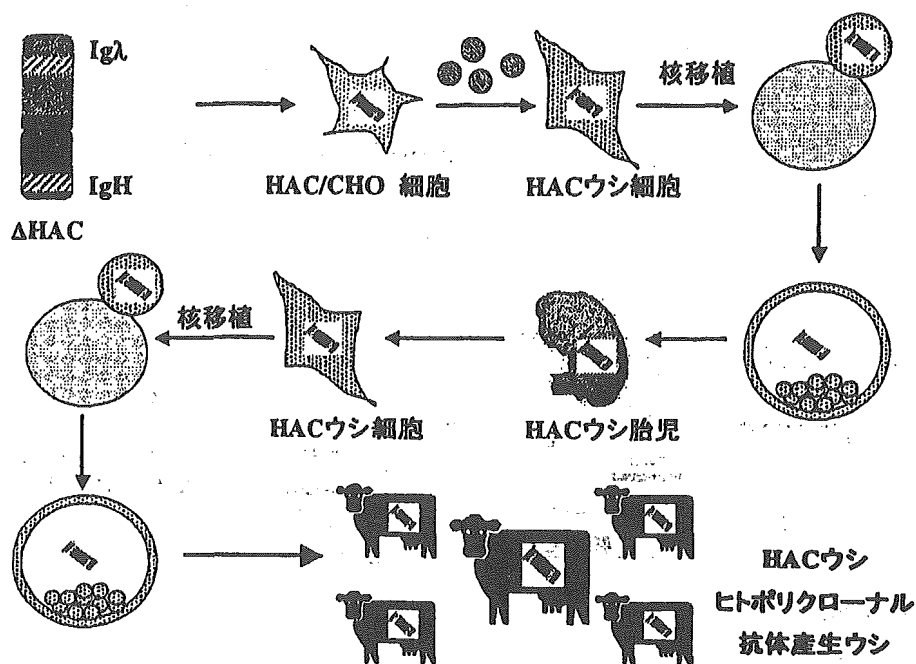 Igλ
IgH
ΔHAC
HAC/CHO 細胞
HACウシ細胞
核移植
核移植
HACウシ細胞
HACウシ胎児
HACウシ
ヒトポリクローナル
抗体産生ウシ